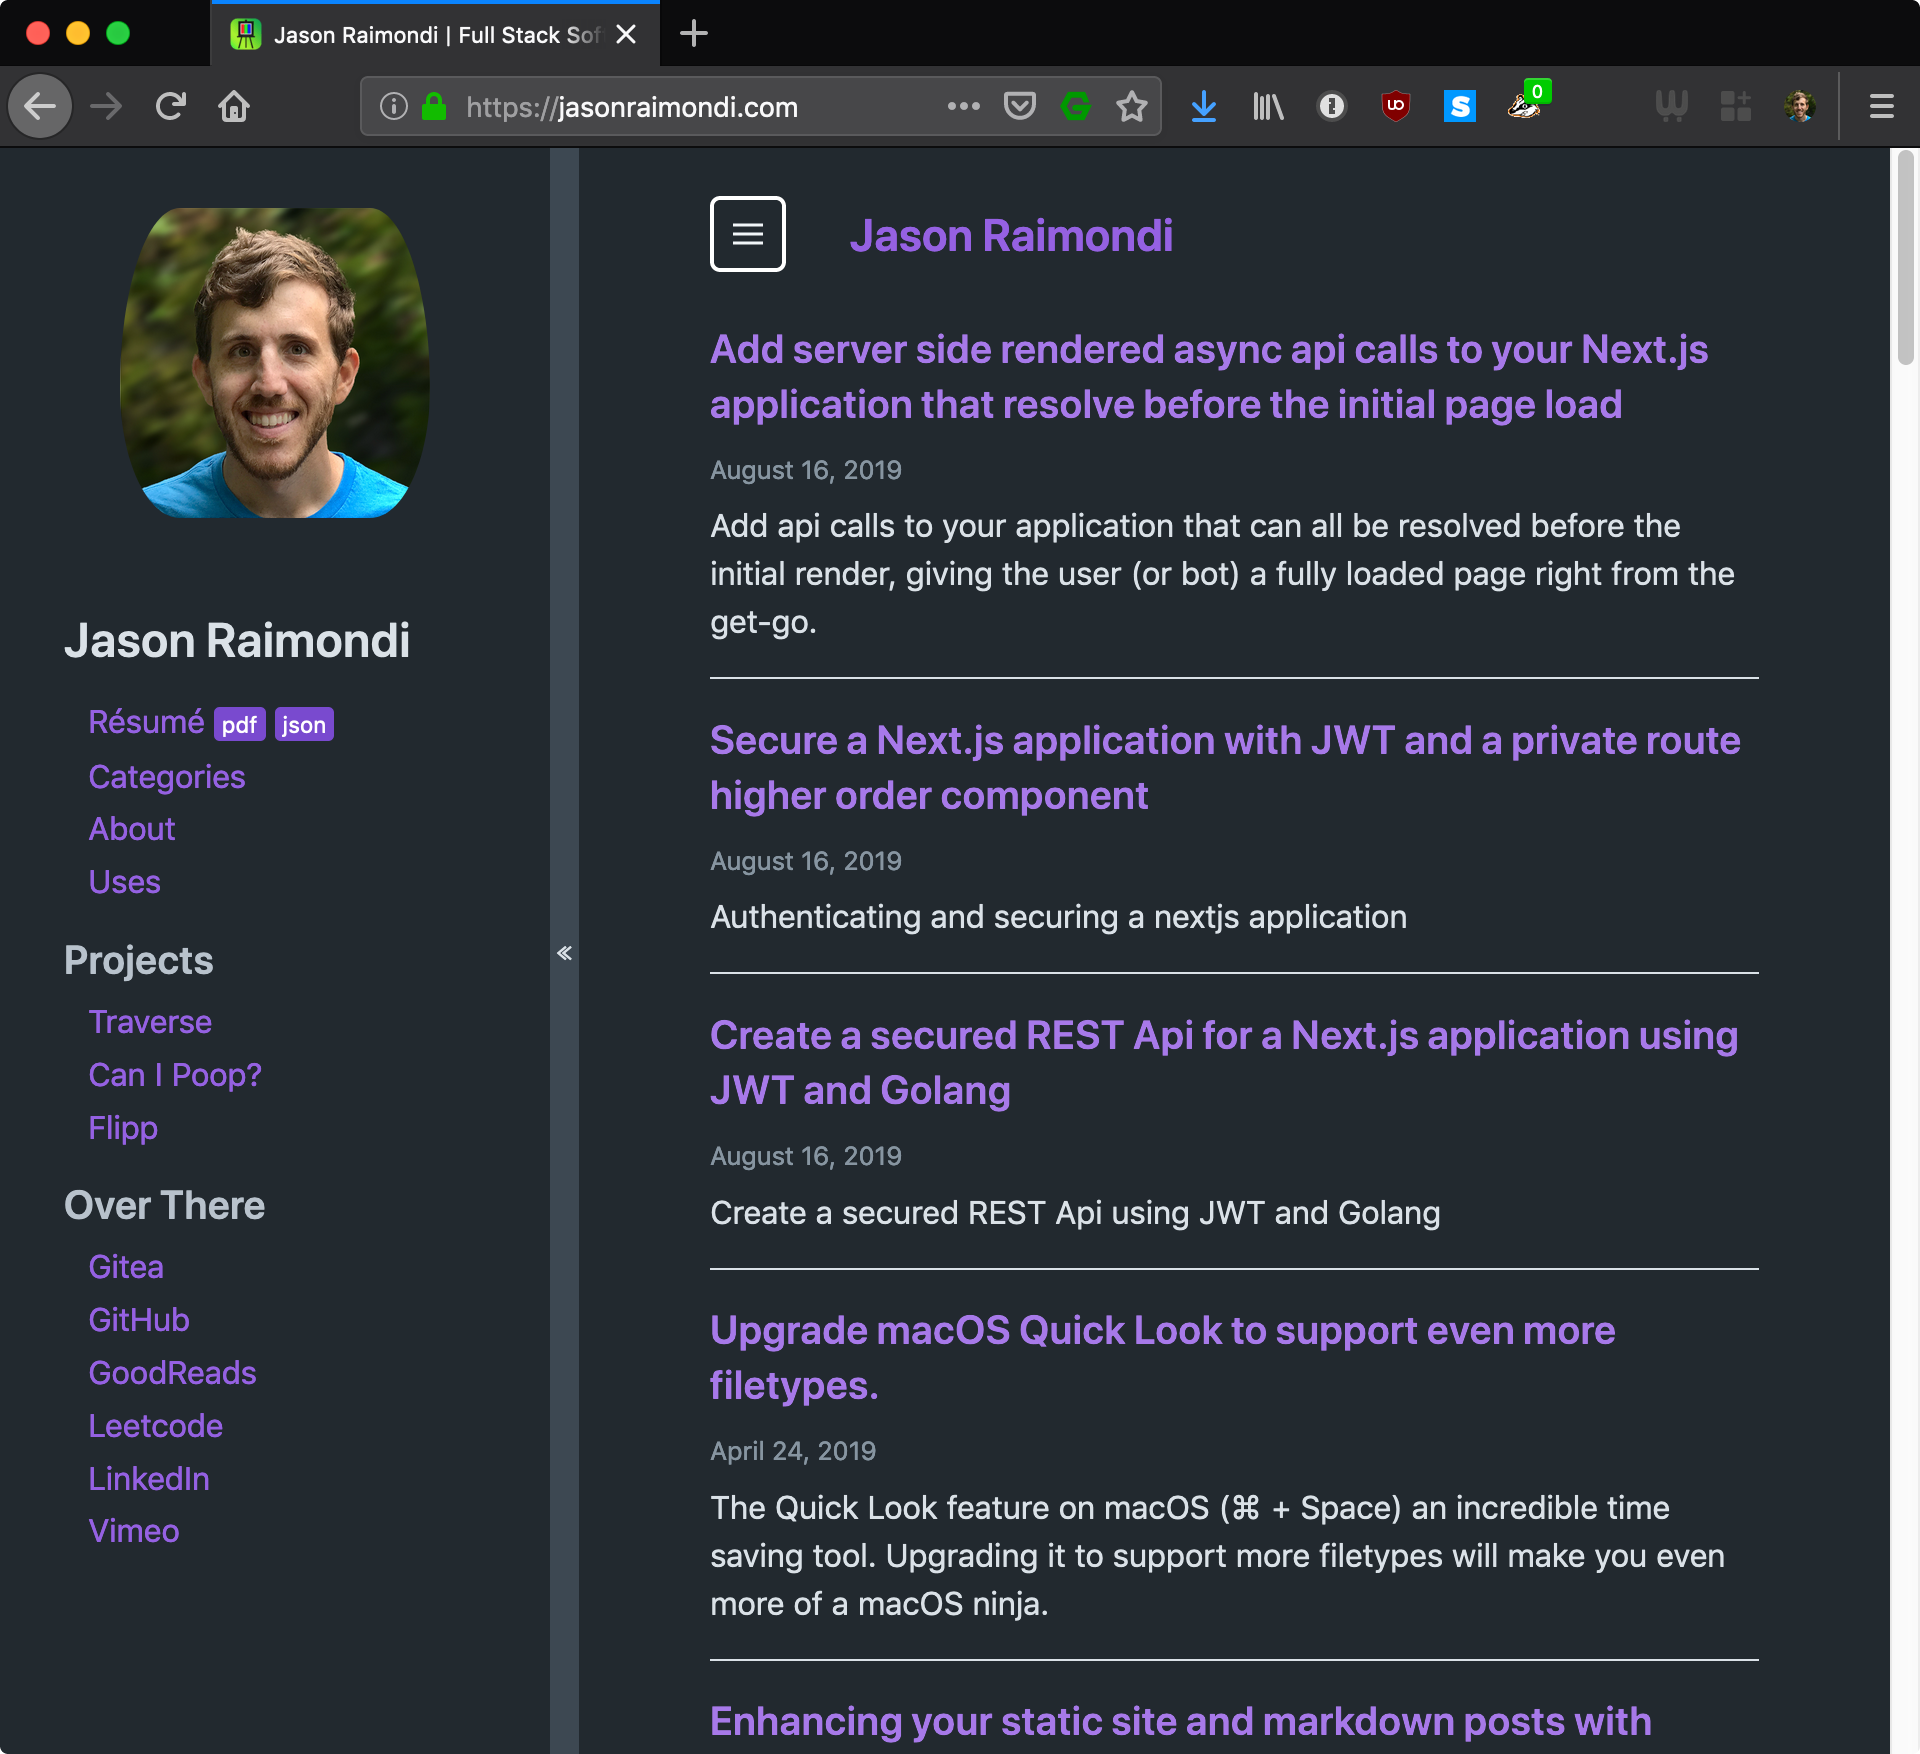 Jason Raimondi | Full Stack Sof
https://jasonraimondi.com
0
Jason Raimondi
Résumé pdf json
Categories
About
Uses
Projects
Traverse
Can I Poop?
Flipp
Over There
Gitea
GitHub
GoodReads
Leetcode
LinkedIn
Vimeo
«
Jason Raimondi
Add server side rendered async api calls to your Next.js
application that resolve before the initial page load
August 16, 2019
Add api calls to your application that can all be resolved before the
initial render, giving the user (or bot) a fully loaded page right from the
get-go.
Secure a Next.js application with JWT and a private route
higher order component
August 16, 2019
Authenticating and securing a nextjs application
Create a secured REST Api for a Next.js application using
JWT and Golang
August 16, 2019
Create a secured REST Api using JWT and Golang
Upgrade macOS Quick Look to support even more
filetypes.
April 24, 2019
The Quick Look feature on macOS (⌘ + Space) an incredible time
saving tool. Upgrading it to support more filetypes will make you even
more of a macOS ninja.
Enhancing your static site and markdown posts with